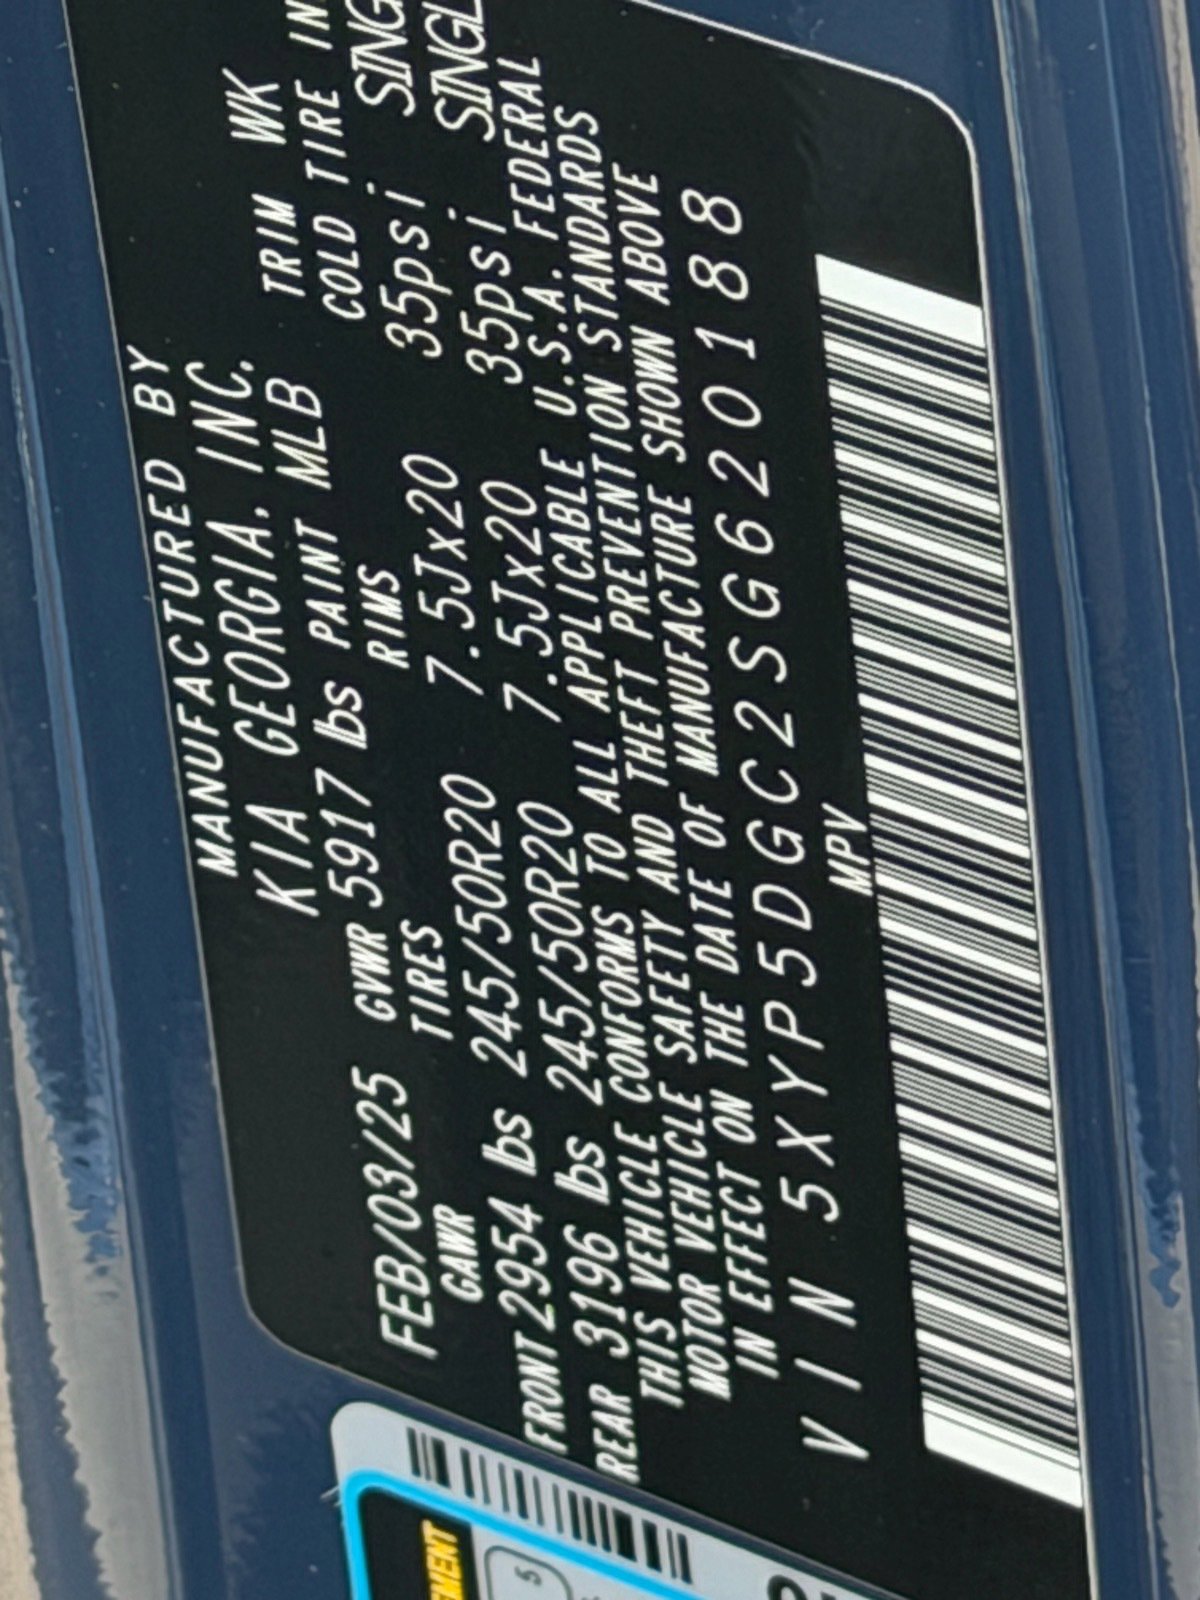 MANUFACTURED BY
KIA GEORGIA, INC.
FEB/03/25 GVWR 5917 lbs PAINT MLB TRIM WK
GAWR TIRES RIMS COLD TIRE IN
FRONT 2954 lbs 245/50R20 7.5Jx20 35psi SING
REAR 3196 lbs 245/50R20 7.5Jx20 35psi SINGL
THIS VEHICLE CONFORMS TO ALL APPLICABLE U.S.A. FEDERAL
MOTOR VEHICLE SAFETY AND THEFT PREVENTION STANDARDS
IN EFFECT ON THE DATE OF MANUFACTURE SHOWN ABOVE
VIN 5XYP5DGC2SG620188
MPV
EMENT
5